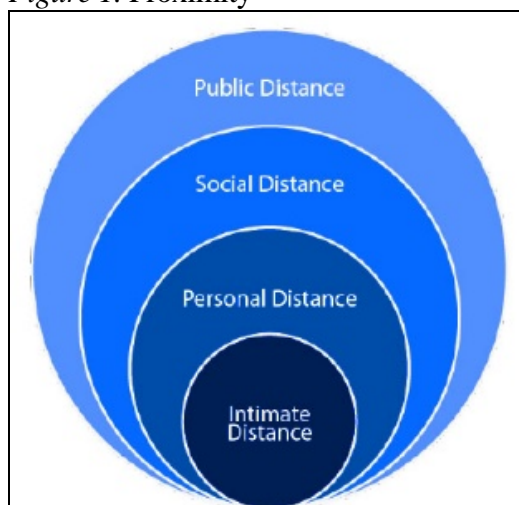 Figure 1. Proximity
Public Distance
Social Distance
Personal Distance
Intimate
Distance